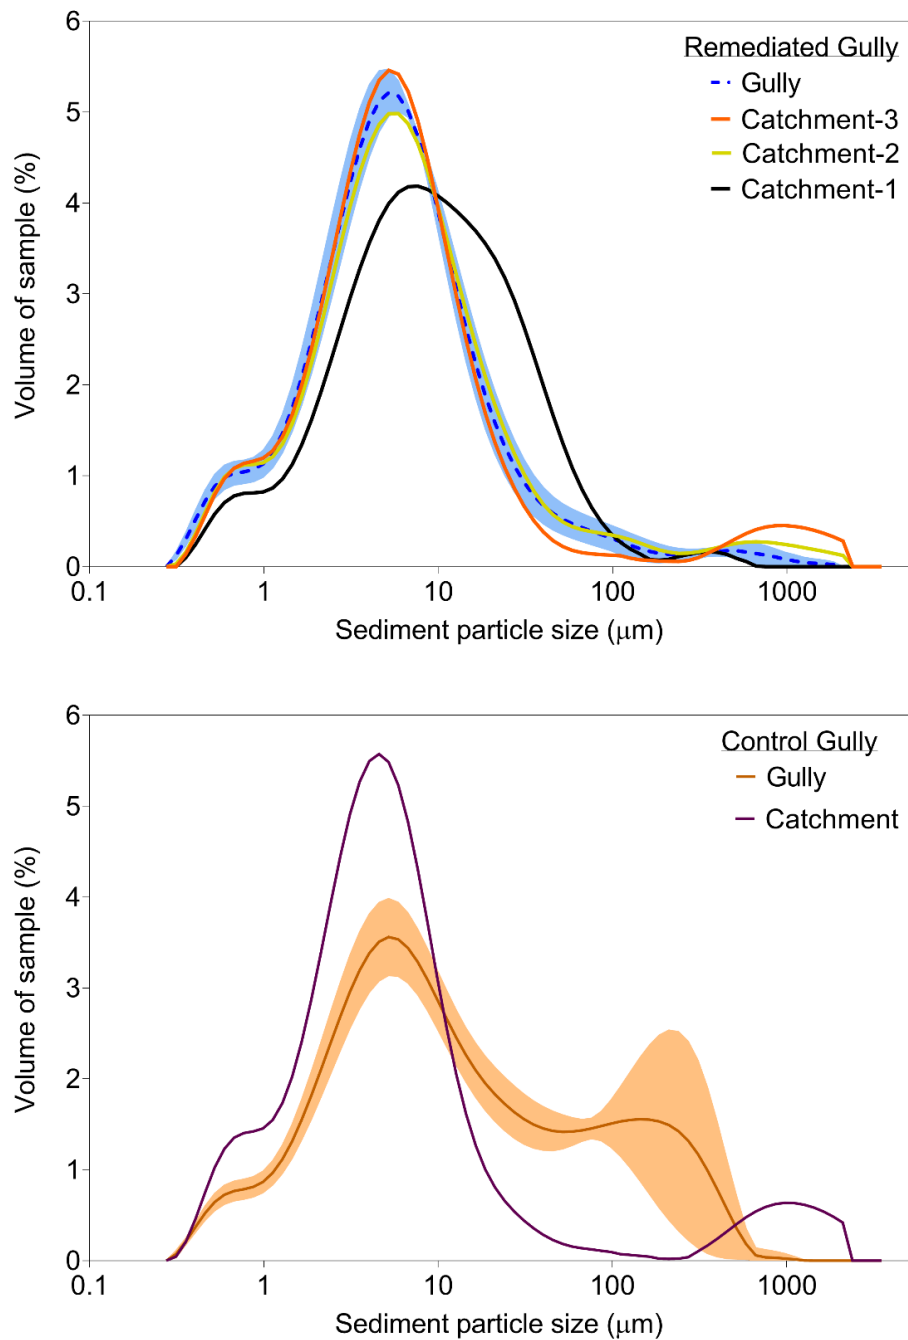 Remediated Gully
Gully
Catchment-3
Catchment-2
Catchment-1
Volume of sample (%)
6
5
4
3
2
1
0
0.1
1
10
100
1000
Sediment particle size (μm)
Control Gully
Gully
Catchment
Volume of sample (%)
6
5
4
3
2
1
0
0.1
1
10
100
1000
Sediment particle size (μm)